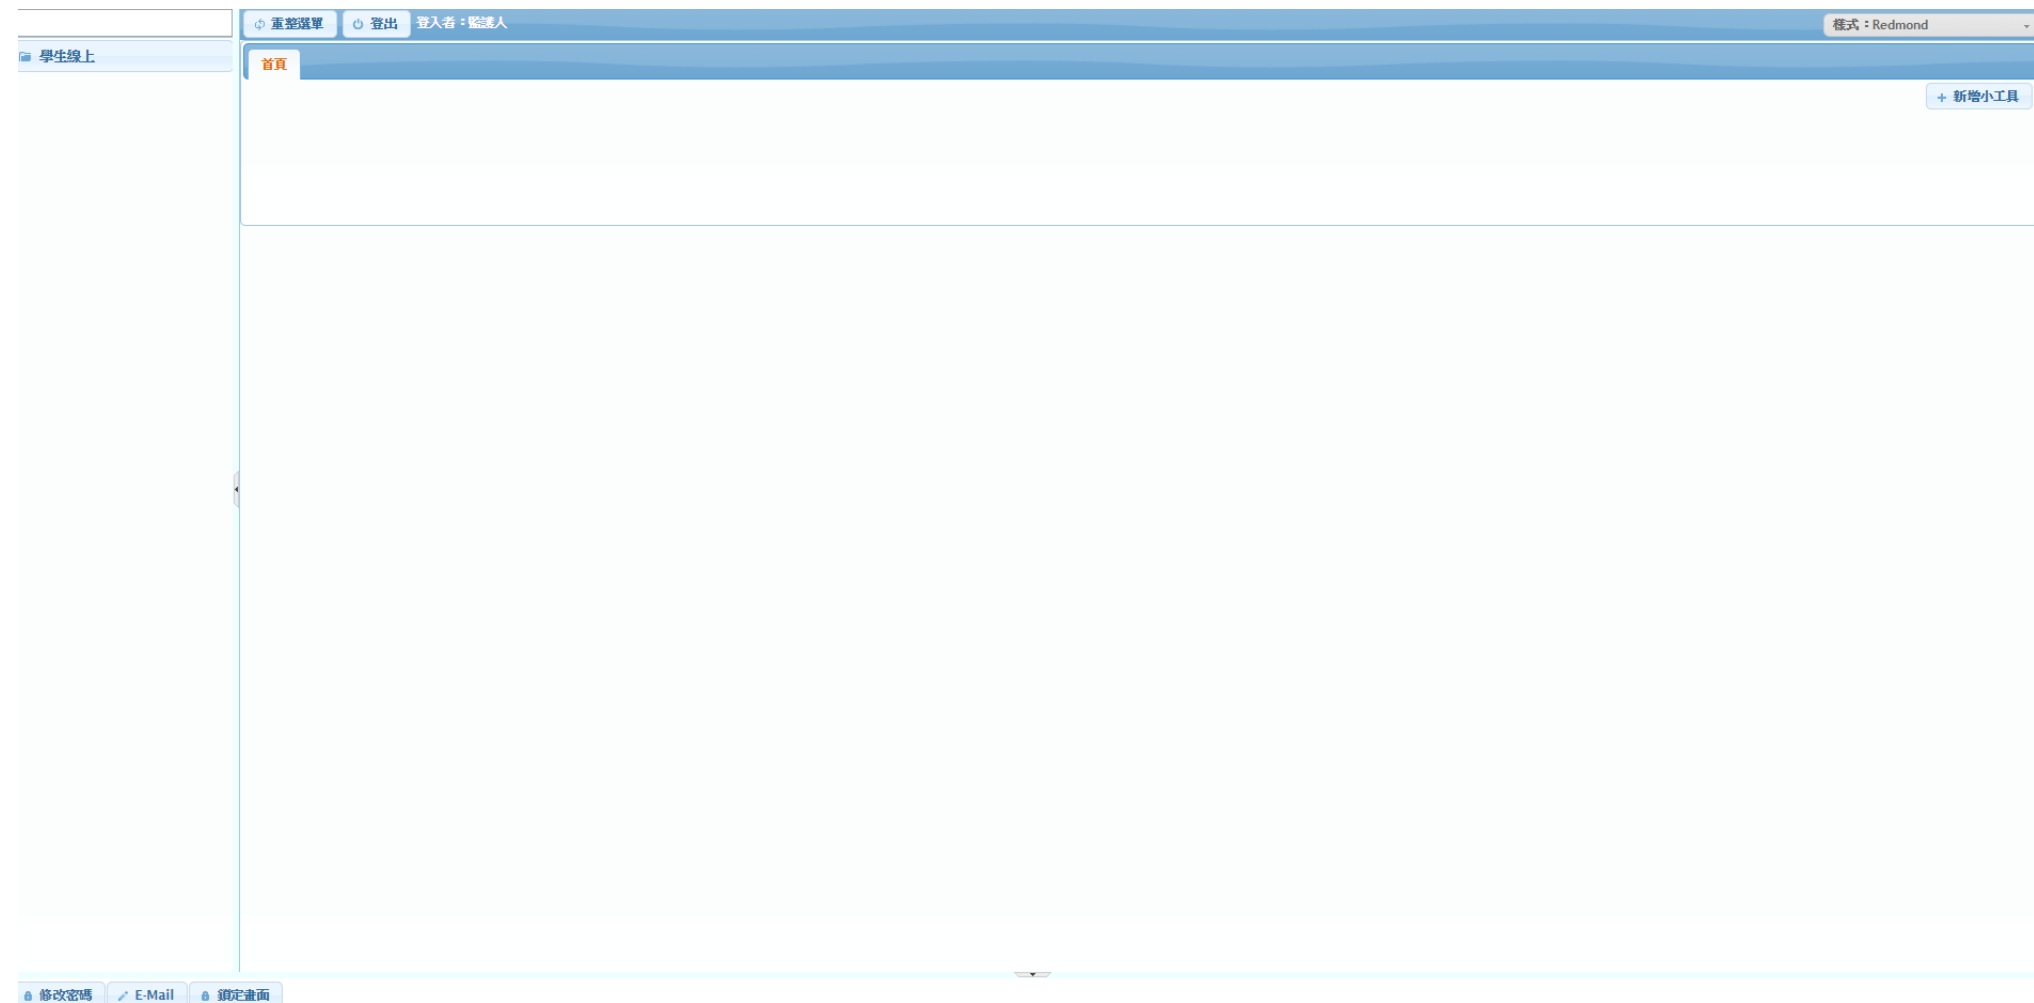 重整選單 登出 登入者：監護人 樣式：Redmond
學生線上
首頁
新增小工具
修改密碼 E-Mail 鎖定畫面